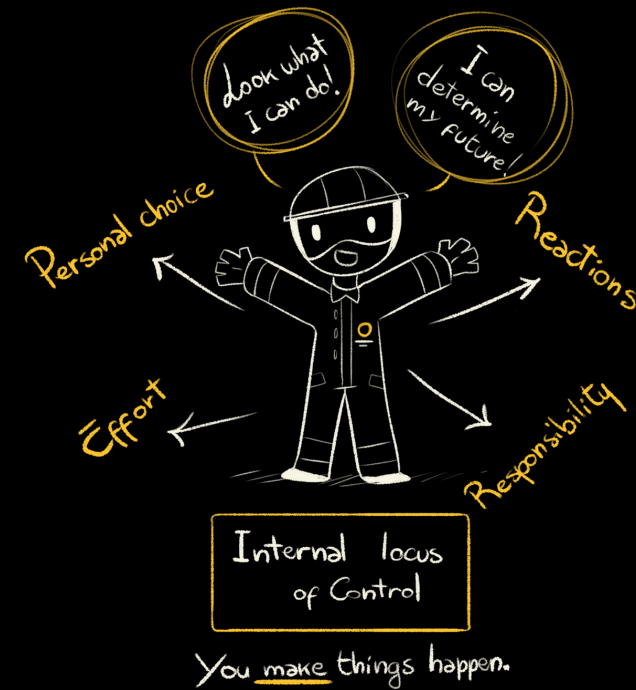 Look what
I can do!
I can
determine
my future!
Personal choice
Reactions
Effort
Responsibility
Internal locus
of Control
You make things happen.